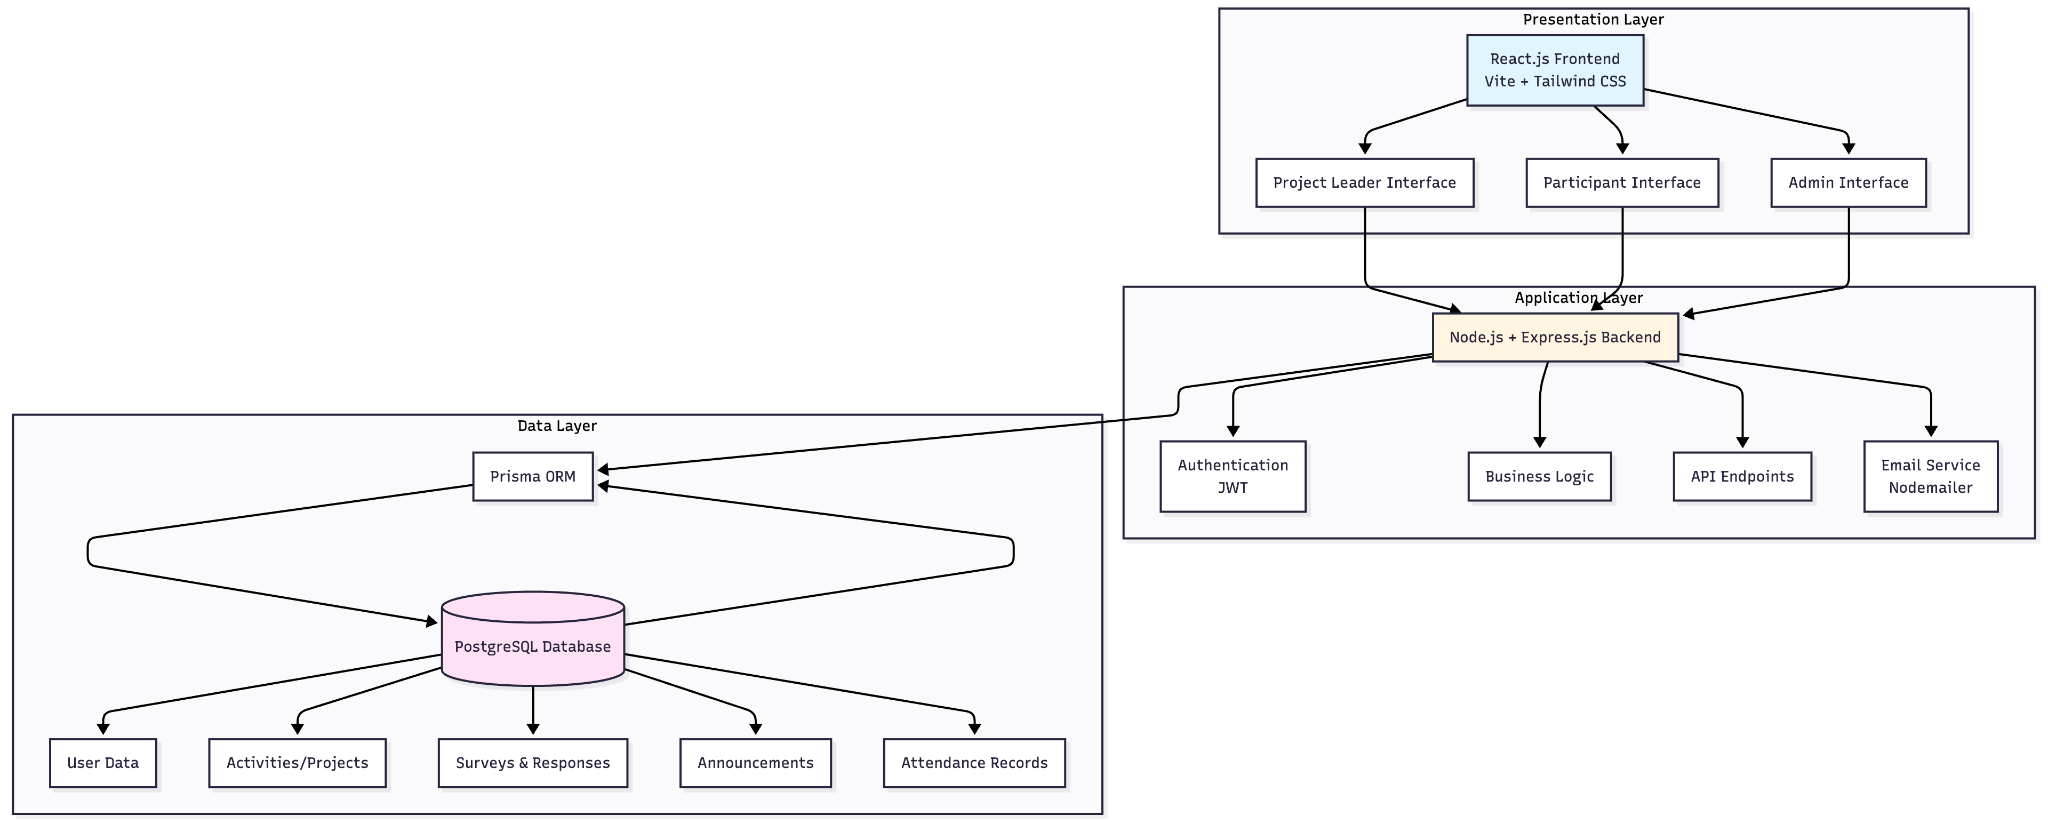 Presentation Layer
React.js Frontend
Vite + Tailwind CSS
Project Leader Interface
Participant Interface
Admin Interface
Application Layer
Node.js + Express.js Backend
Authentication
JWT
Business Logic
API Endpoints
Email Service
Nodemailer
Data Layer
Prisma ORM
PostgreSQL Database
User Data
Activities/Projects
Surveys & Responses
Announcements
Attendance Records